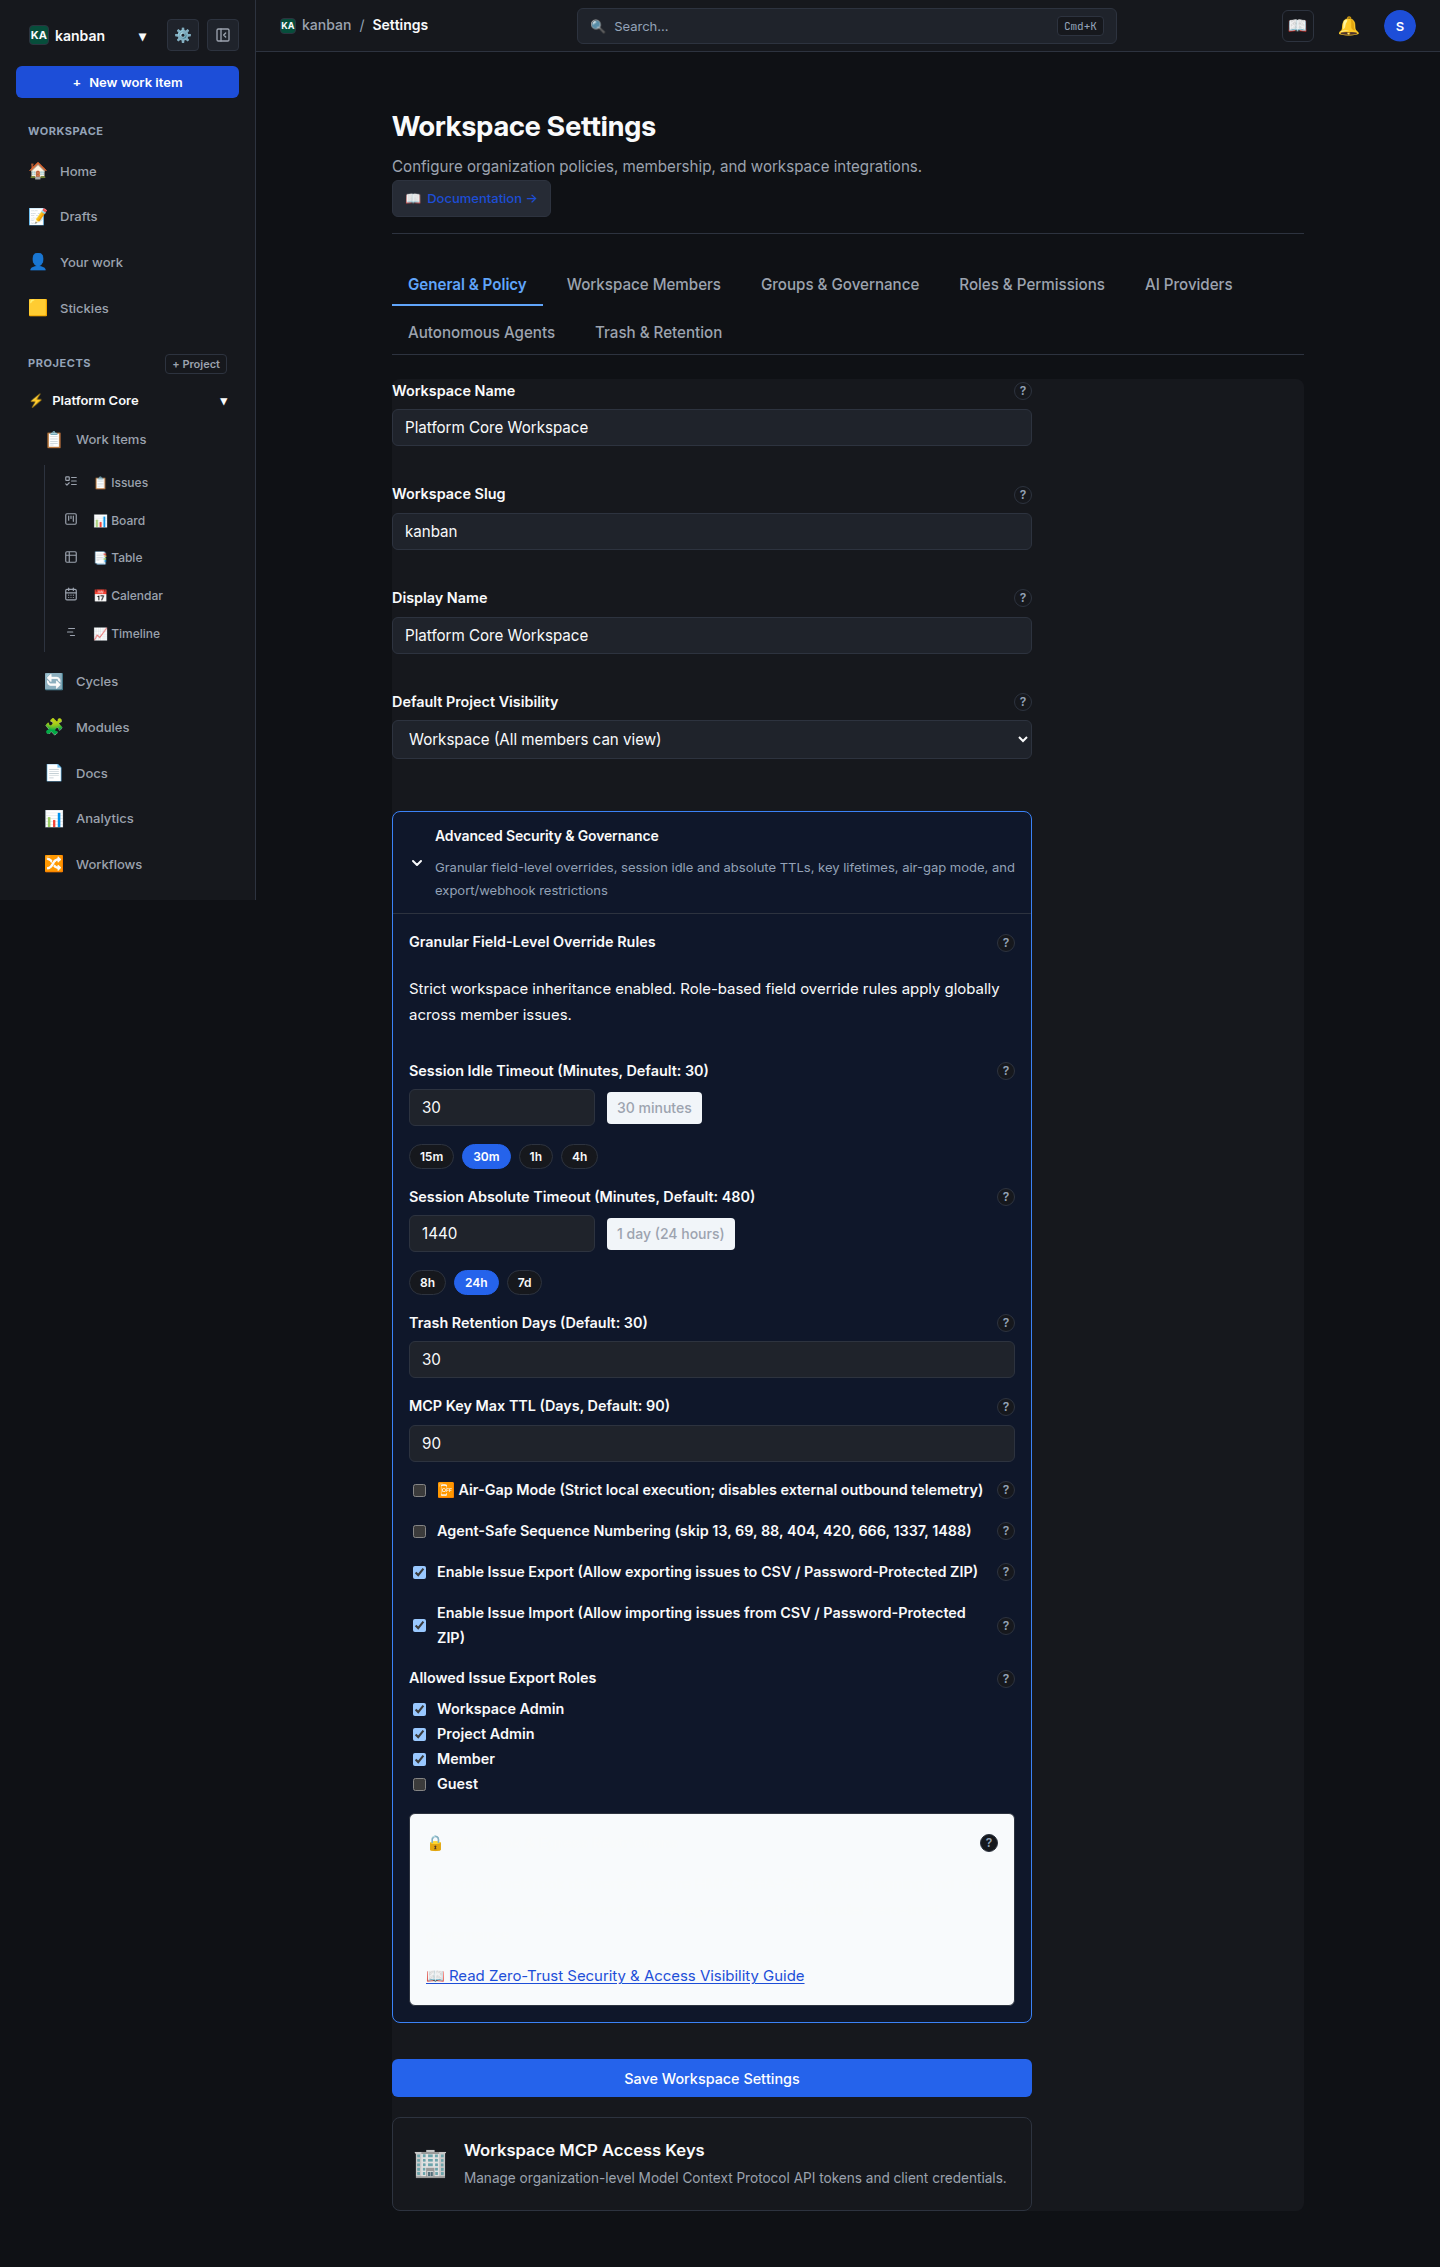 KA kanban ▾
+ New work item
WORKSPACE
Home
Drafts
Your work
Stickies
PROJECTS + Project
Platform Core ▾
Work Items
Issues
Board
Table
Calendar
Timeline
Cycles
Modules
Docs
Analytics
Workflows
KA kanban / Settings
Search... Cmd+K
S
Workspace Settings
Configure organization policies, membership, and workspace integrations.
Documentation →
General & Policy Workspace Members Groups & Governance Roles & Permissions AI Providers
Autonomous Agents Trash & Retention
Workspace Name ?
Platform Core Workspace
Workspace Slug ?
kanban
Display Name ?
Platform Core Workspace
Default Project Visibility ?
Workspace (All members can view)
Advanced Security & Governance
Granular field-level overrides, session idle and absolute TTLs, key lifetimes, air-gap mode, and
export/webhook restrictions
Granular Field-Level Override Rules ?
Strict workspace inheritance enabled. Role-based field override rules apply globally
across member issues.
Session Idle Timeout (Minutes, Default: 30) ?
30 30 minutes
15m 30m 1h 4h
Session Absolute Timeout (Minutes, Default: 480) ?
1440 1 day (24 hours)
8h 24h 7d
Trash Retention Days (Default: 30) ?
30
MCP Key Max TTL (Days, Default: 90) ?
90
Air-Gap Mode (Strict local execution; disables external outbound telemetry) ?
Agent-Safe Sequence Numbering (skip 13, 69, 88, 404, 420, 666, 1337, 1488) ?
Enable Issue Export (Allow exporting issues to CSV / Password-Protected ZIP) ?
Enable Issue Import (Allow importing issues from CSV / Password-Protected
ZIP) ?
Allowed Issue Export Roles ?
Workspace Admin
Project Admin
Member
Guest
?
Read Zero-Trust Security & Access Visibility Guide
Save Workspace Settings
Workspace MCP Access Keys
Manage organization-level Model Context Protocol API tokens and client credentials.